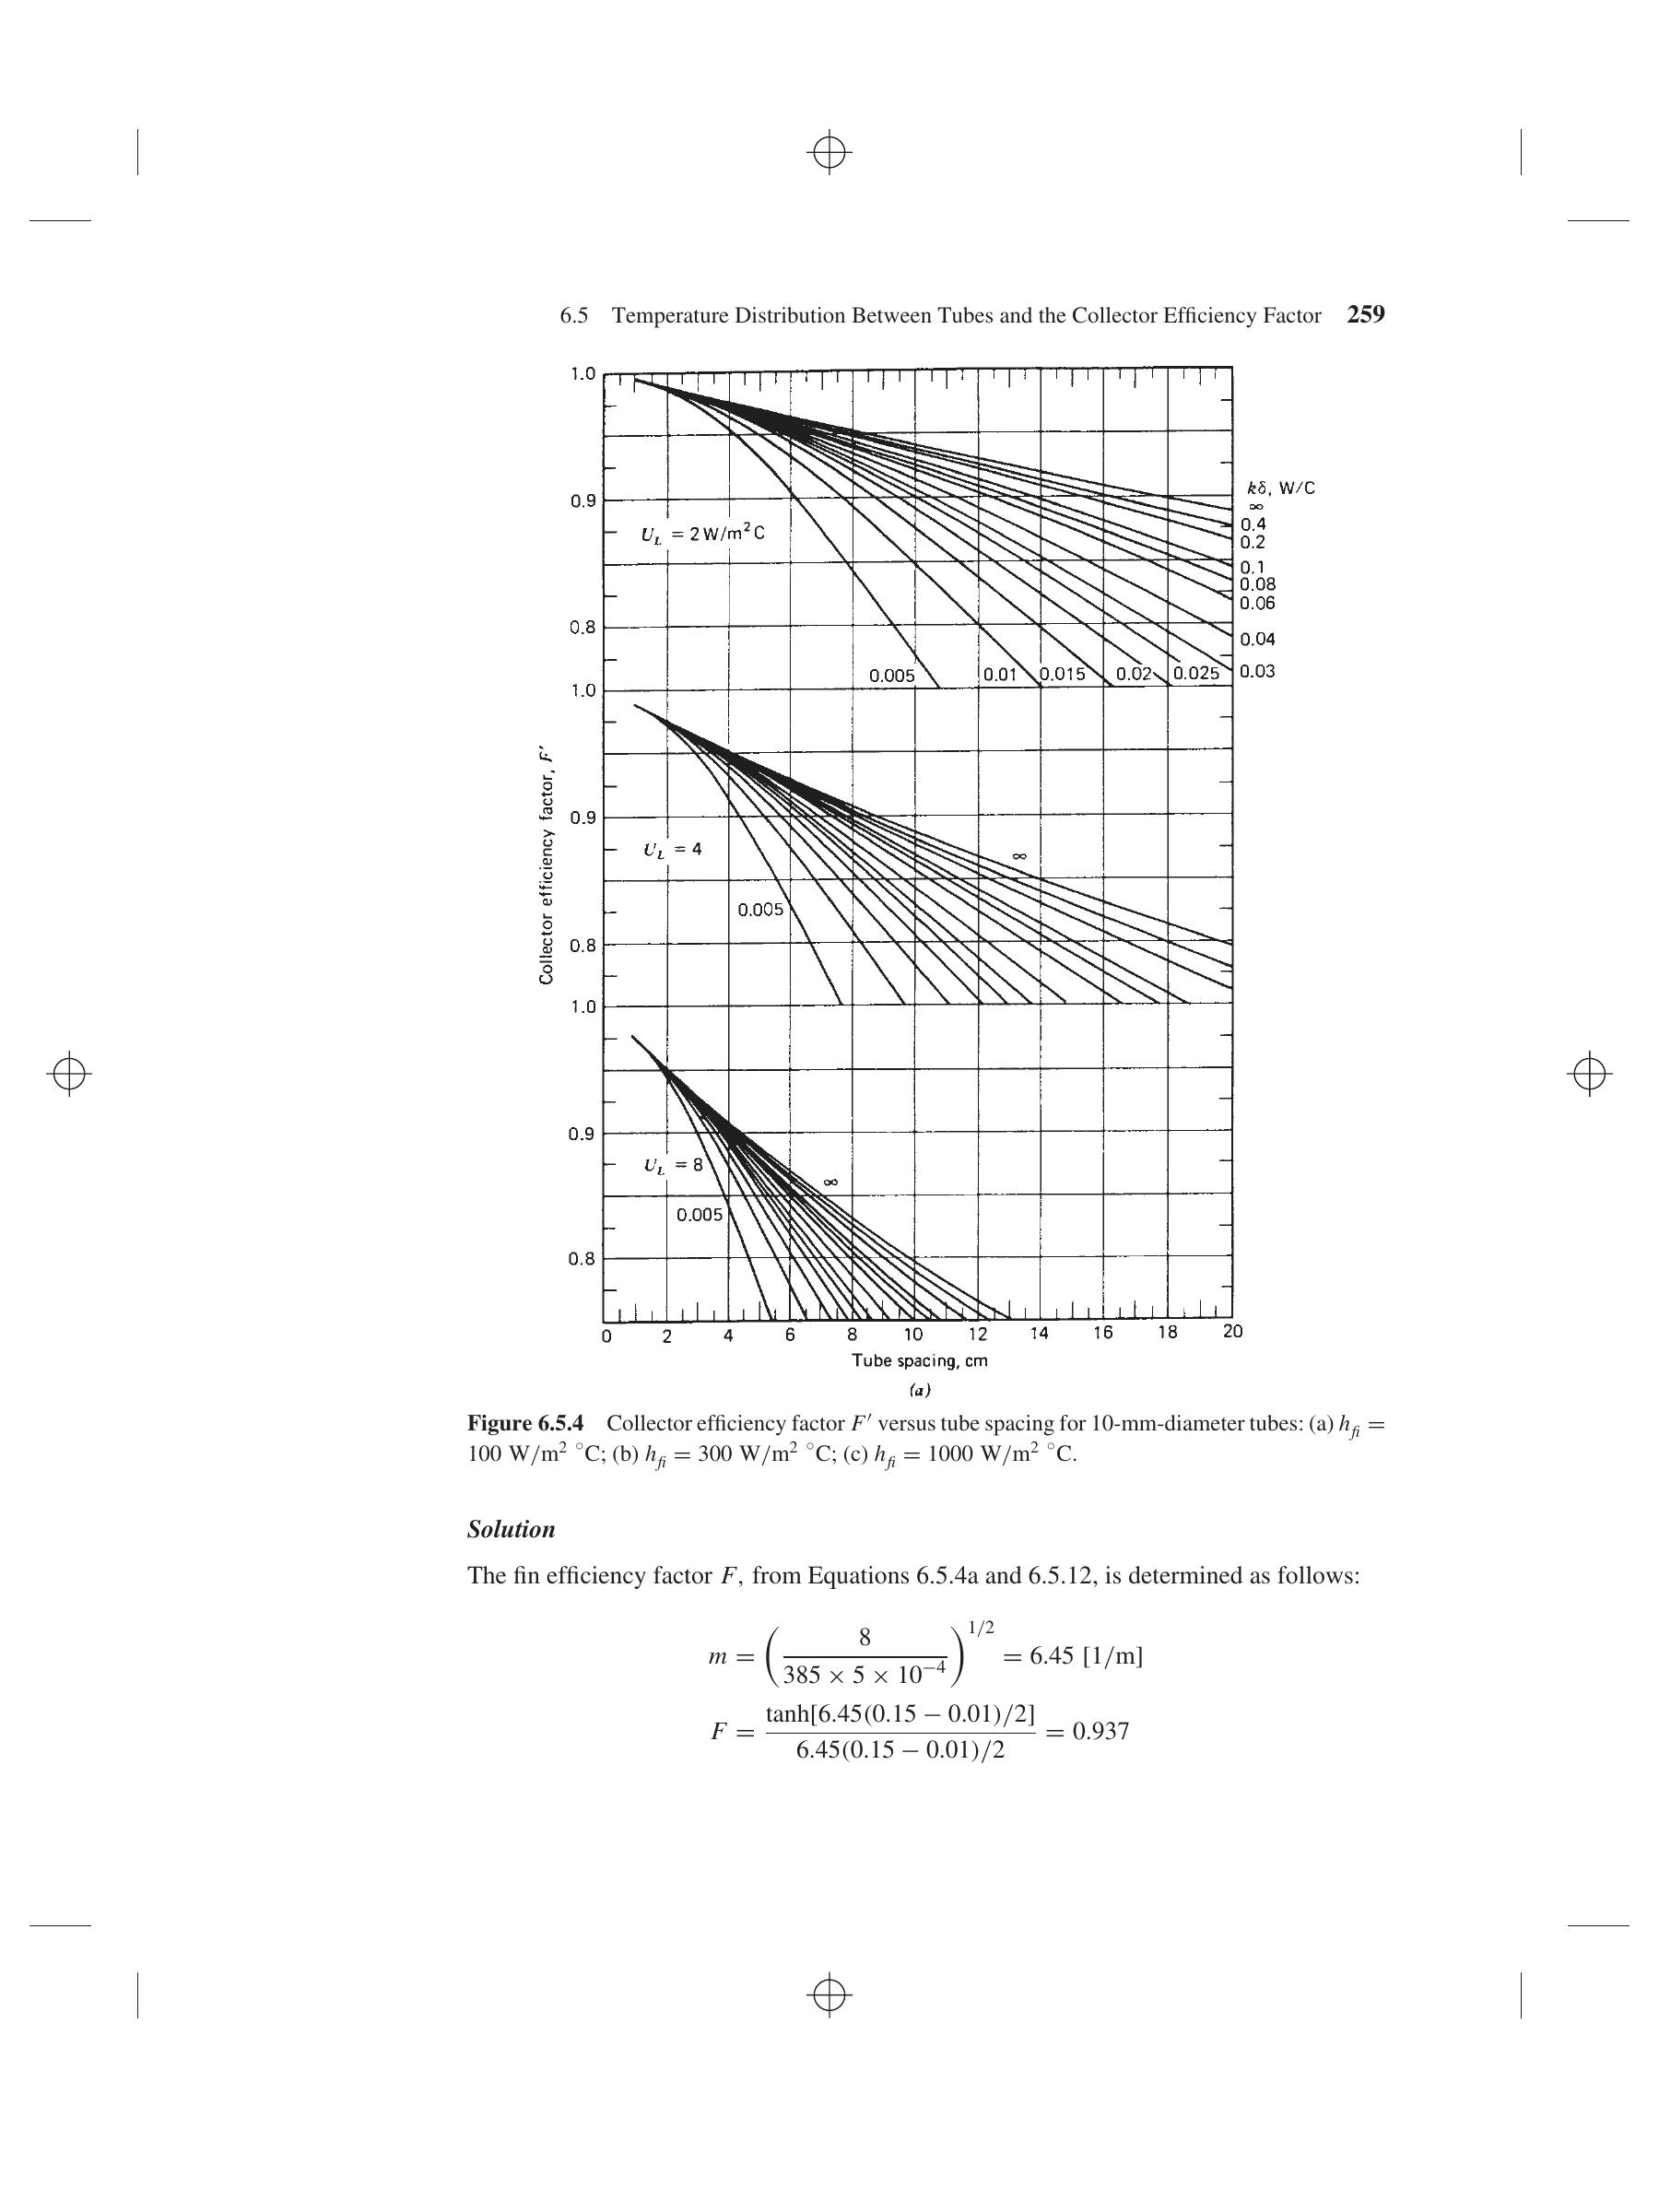 6.5 Temperature Distribution Between Tubes and the Collector Efficiency Factor 259
1.0
kδ, W/C
∞
0.9
0.4
U_L = 2 W/m² C
0.2
0.1
0.08
0.06
0.8
0.04
0.005 0.01 0.015 0.02 0.025 0.03
1.0
Collector efficiency factor, F′
0.9
U_L = 4
∞
0.005
0.8
1.0
0.9
U_L = 8
∞
0.005
0.8
0 2 4 6 8 10 12 14 16 18 20
Tube spacing, cm
(a)
Figure 6.5.4 Collector efficiency factor F′ versus tube spacing for 10-mm-diameter tubes: (a) h_fi =
100 W/m² °C; (b) h_fi = 300 W/m² °C; (c) h_fi = 1000 W/m² °C.
Solution
The fin efficiency factor F, from Equations 6.5.4a and 6.5.12, is determined as follows:
m = (8 / (385 × 5 × 10⁻⁴))^1/2 = 6.45 [1/m]
F = tanh[6.45(0.15 − 0.01)/2] / 6.45(0.15 − 0.01)/2 = 0.937